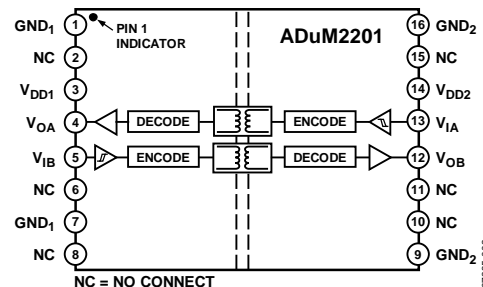 GND1 1 PIN 1 INDICATOR ADuM2201 16 GND2
NC 2 15 NC
VDD1 3 14 VDD2
VOA 4 DECODE ENCODE 13 VIA
VIB 5 ENCODE DECODE 12 VOB
NC 6 11 NC
GND1 7 10 NC
NC 8 9 GND2
NC = NO CONNECT